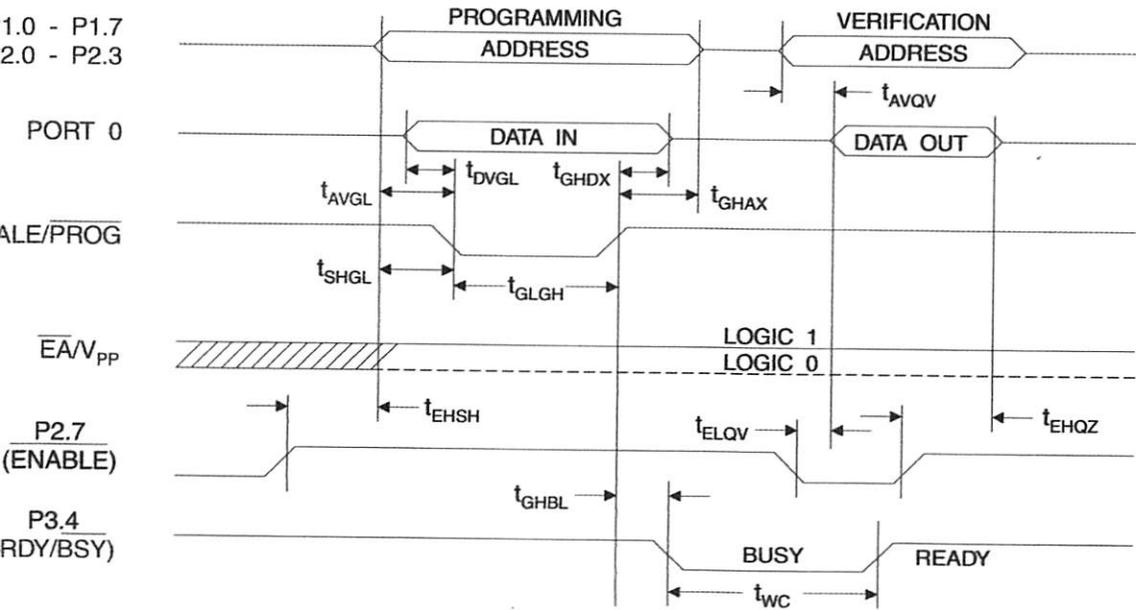 PROGRAMMING
VERIFICATION
1.0 - P1.7
2.0 - P2.3
ADDRESS
ADDRESS
tAVQV
PORT 0
DATA IN
DATA OUT
tDVGL
tGHDX
tAVGL
tGHAX
ALE/PROG
tSHGL
tGLGH
EA/VPP
LOGIC 1
LOGIC 0
tEHSH
tELQV
tEHQZ
P2.7
(ENABLE)
tGHBL
P3.4
RDY/BSY)
BUSY
READY
tWC